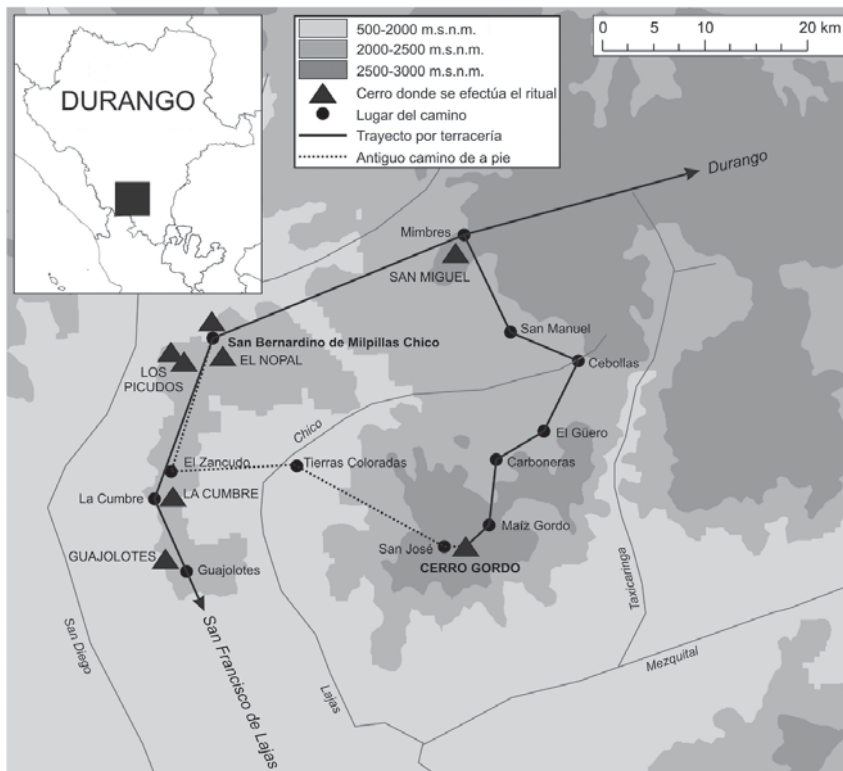 DURANGO
500-2000 m.s.n.m.
2000-2500 m.s.n.m.
2500-3000 m.s.n.m.
Cerro donde se efectúa el ritual
Lugar del camino
Trayecto por terracería
Antiguo camino de a pie
0 5 10 20 km
Durango
Mimbres
SAN MIGUEL
San Manuel
San Bernardino de Milpillas Chico
EL NOPAL
Cebollas
LOS
PICUDOS
Chico
El Güero
El Zancudo
Tierras Coloradas
Carboneras
La Cumbre
LA CUMBRE
Maíz Gordo
San José
GUAJOLOTES
CERRO GORDO
Guajolotes
Taxicaringa
San Diego
San Francisco de Lajas
Lajas
Mezquital